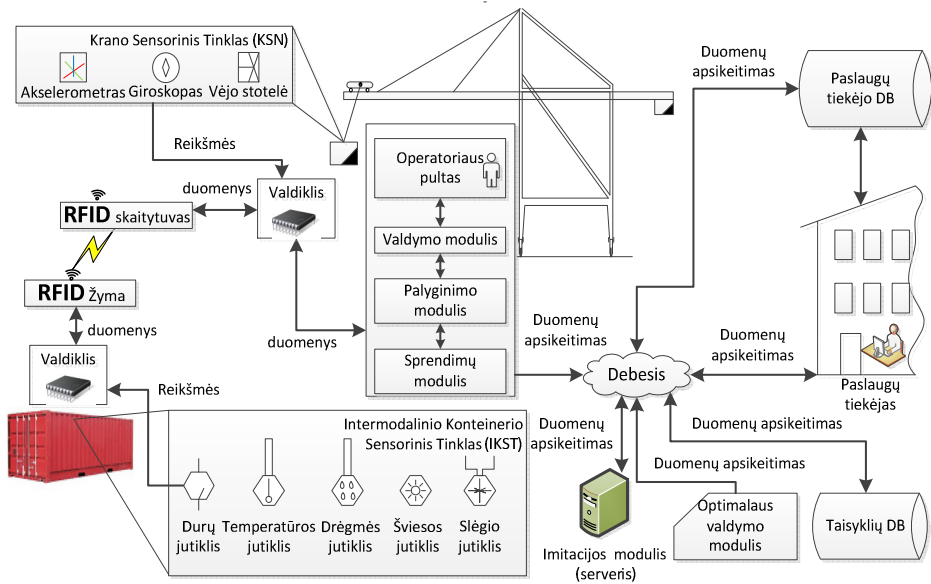 Krano Sensorinis Tinklas (KSN)
Akselerometras
Giroskopas
Vėjo stotelė
Reikšmės
duomenys
Valdiklis
RFID skaitytuvas
RFID Žyma
duomenys
Valdiklis
Reikšmės
duomenys
Operatoriaus
pultas
Valdymo modulis
Palyginimo
modulis
Sprendimų
modulis
Duomenų
apsikeitimas
Paslaugų
tiekėjo DB
Duomenų
apsikeitimas
Debesis
Duomenų
apsikeitimas
Paslaugų
tiekėjas
Intermodalinio Konteinerio
Sensorinis Tinklas (IKST)
Durų
jutiklis
Temperatūros
jutiklis
Drėgmės
jutiklis
Šviesos
jutiklis
Slėgio
jutiklis
Duomenų
apsikeitimas
Duomenų apsikeitimas
Duomenų apsikeitimas
Imitacijos modulis
(serveris)
Optimalaus
valdymo
modulis
Taisyklių DB